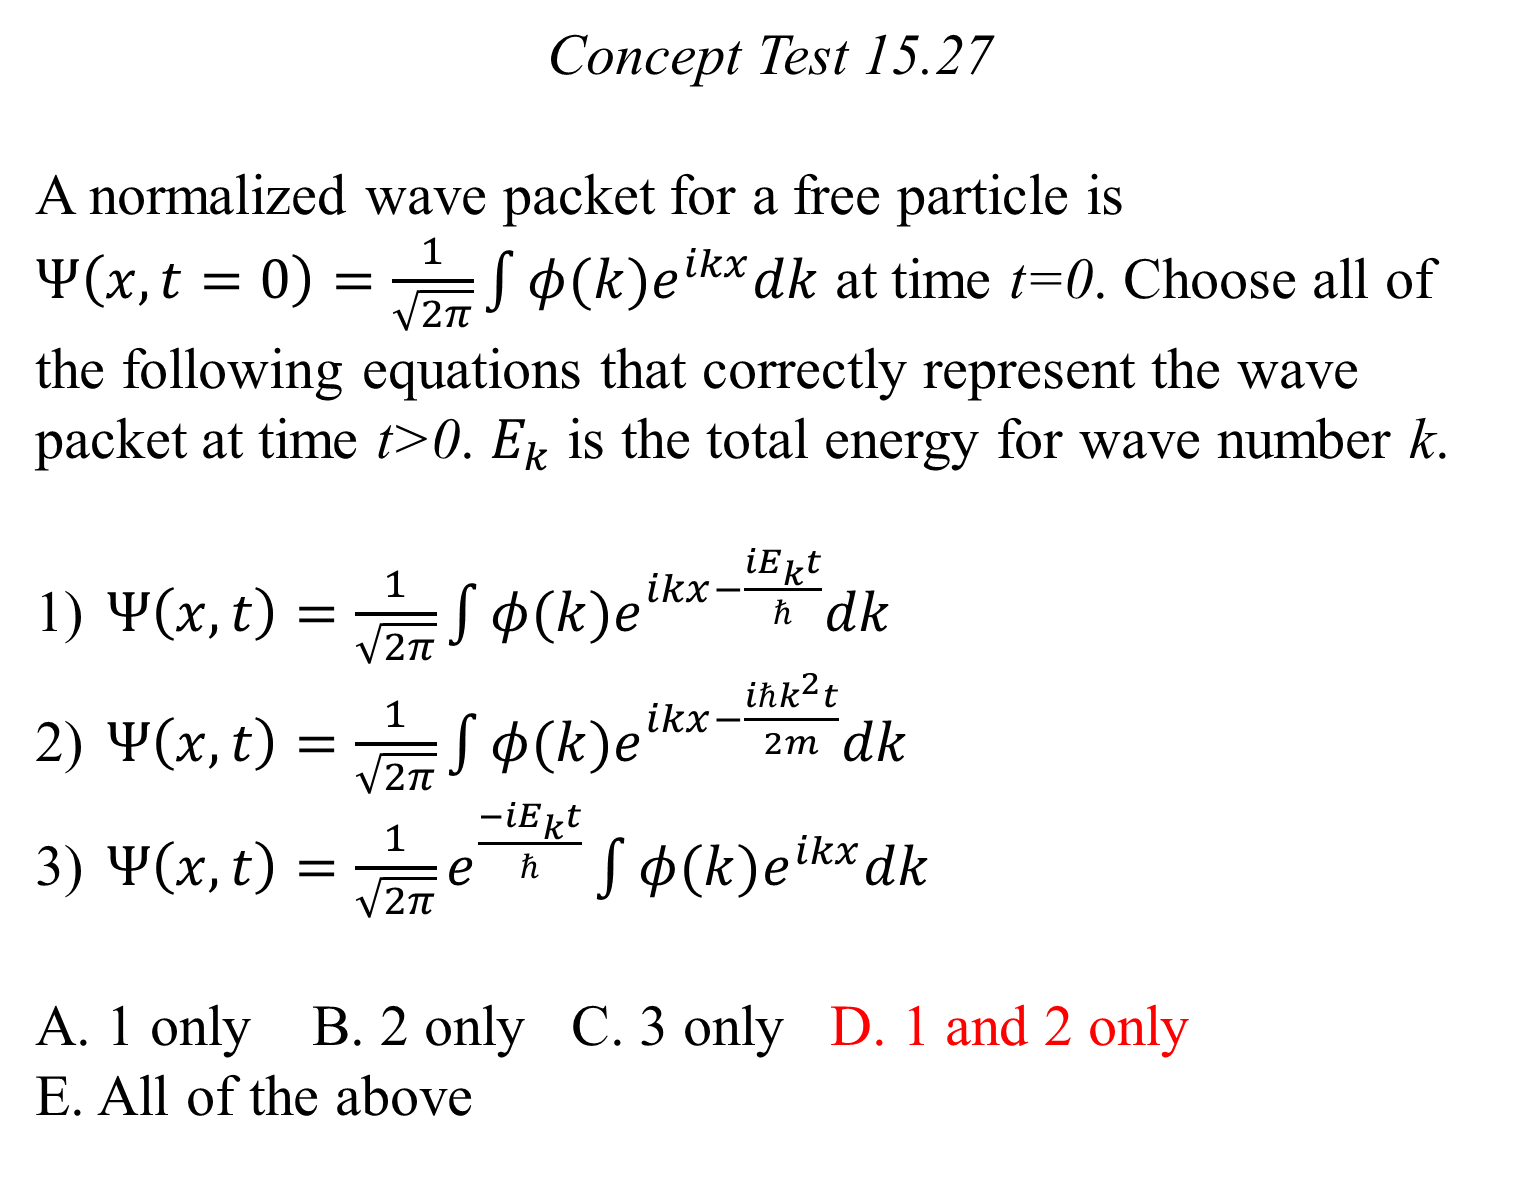 Concept Test 15.27
A normalized wave packet for a free particle is
Ψ(x, t = 0) = 1/√2π ∫ ϕ(k)e^{ikx} dk at time t=0. Choose all of
the following equations that correctly represent the wave
packet at time t>0. E_k is the total energy for wave number k.
1) Ψ(x, t) = 1/√2π ∫ ϕ(k)e^{ikx − iE_k t/ħ} dk
2) Ψ(x, t) = 1/√2π ∫ ϕ(k)e^{ikx − iħk²t/2m} dk
3) Ψ(x, t) = 1/√2π e^{−iE_k t/ħ} ∫ ϕ(k)e^{ikx} dk
A. 1 only B. 2 only C. 3 only D. 1 and 2 only
E. All of the above